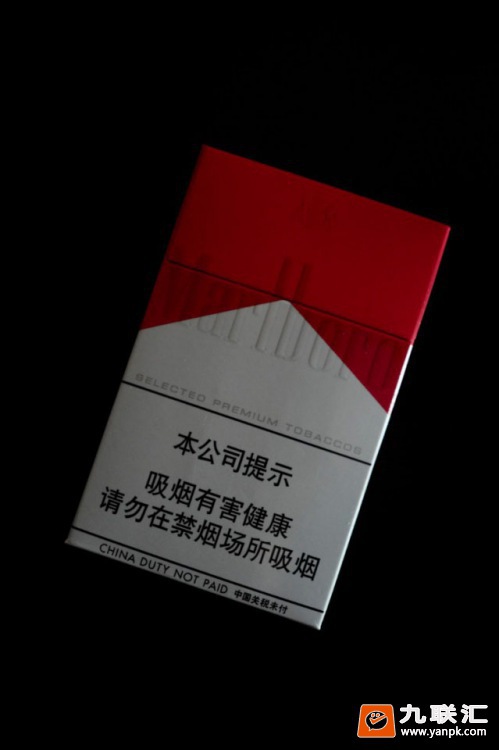 Marlboro
SELECTED PREMIUM TOBACCOS
本公司提示
吸烟有害健康
请勿在禁烟场所吸烟
CHINA DUTY NOT PAID 中国关税未付
九联汇
www.yanpk.com